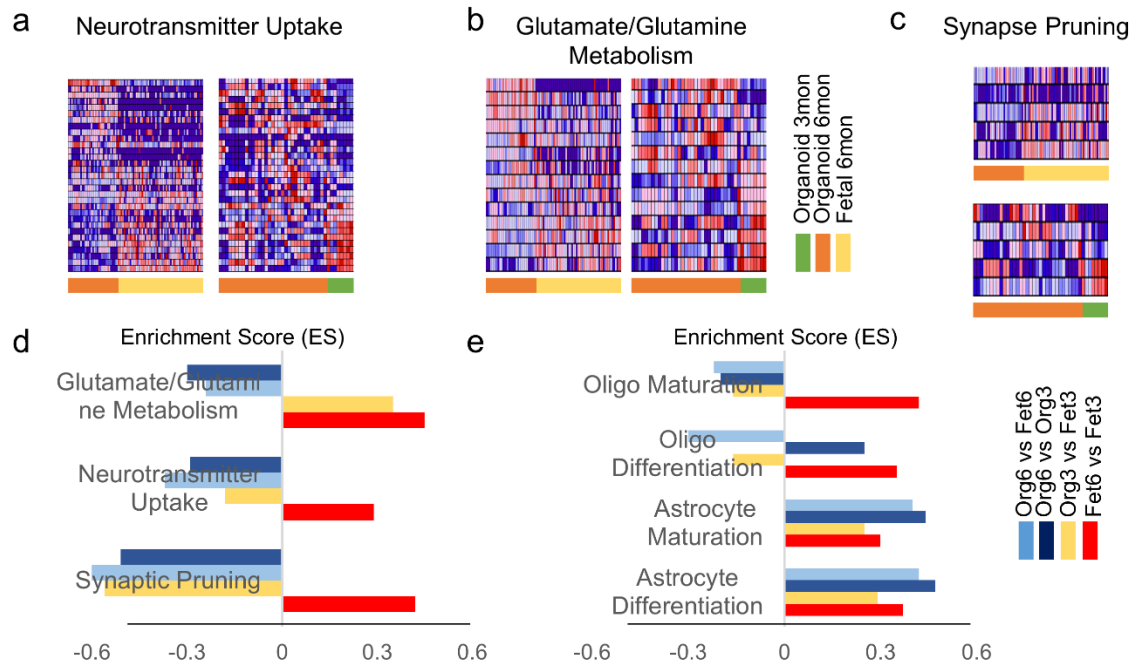 a
Neurotransmitter Uptake
b
Glutamate/Glutamine
Metabolism
c
Synapse Pruning
Organoid 3mon
Organoid 6mon
Fetal 6mon
d
Enrichment Score (ES)
Glutamate/Glutami
ne Metabolism
Neurotransmitter
Uptake
Synaptic Pruning
-0.6 -0.3 0 0.3 0.6
e
Enrichment Score (ES)
Oligo Maturation
Oligo
Differentiation
Astrocyte
Maturation
Astrocyte
Differentiation
-0.6 -0.3 0 0.3 0.6
Org6 vs Fet6
Org6 vs Org3
Org3 vs Fet3
Fet6 vs Fet3